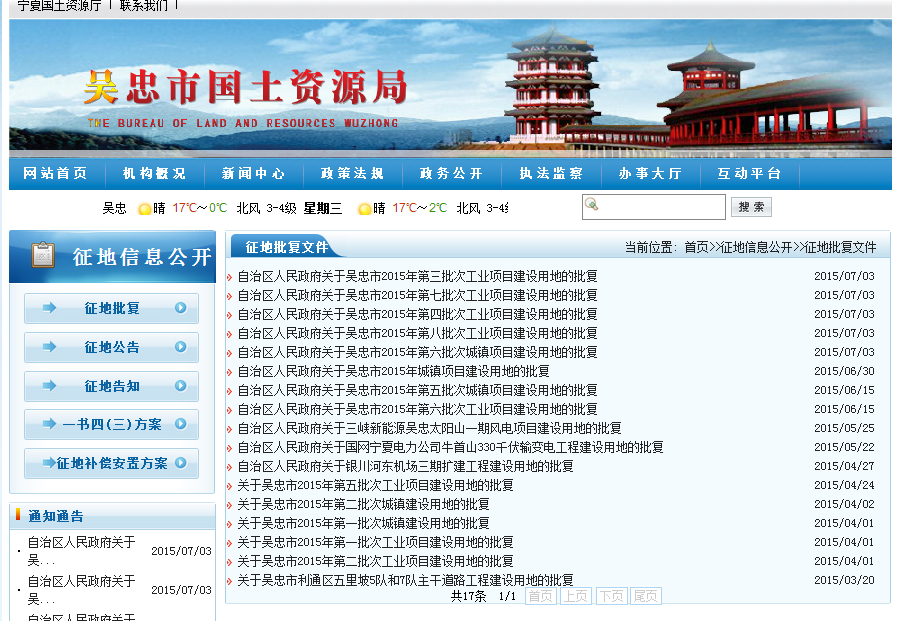 宁夏国土资源厅 | 联系我们 |
吴忠市国土资源局
THE BUREAU OF LAND AND RESOURCES WUZHONG
网站首页 机构概况 新闻中心 政策法规 政务公开 执法监察 办事大厅 互动平台
吴忠 晴 17℃～0℃ 北风 3-4级 星期三 晴 17℃～2℃ 北风 3-4 搜索
征地信息公开
征地批复
征地公告
征地告知
一书四(三)方案
征地补偿安置方案
通知通告
自治区人民政府关于吴... 2015/07/03
自治区人民政府关于吴... 2015/07/03
自治区人民政府关于
征地批复文件 当前位置：首页>>征地信息公开>>征地批复文件
自治区人民政府关于吴忠市2015年第三批次工业项目建设用地的批复 2015/07/03
自治区人民政府关于吴忠市2015年第七批次工业项目建设用地的批复 2015/07/03
自治区人民政府关于吴忠市2015年第四批次工业项目建设用地的批复 2015/07/03
自治区人民政府关于吴忠市2015年第八批次工业项目建设用地的批复 2015/07/03
自治区人民政府关于吴忠市2015年第六批次城镇项目建设用地的批复 2015/07/03
自治区人民政府关于吴忠市2015年城镇项目建设用地的批复 2015/06/30
自治区人民政府关于吴忠市2015年第五批次城镇项目建设用地的批复 2015/06/15
自治区人民政府关于吴忠市2015年第六批次工业项目建设用地的批复 2015/06/15
自治区人民政府关于三峡新能源吴忠太阳山一期风电项目建设用地的批复 2015/05/25
自治区人民政府关于国网宁夏电力公司牛首山330千伏输变电工程建设用地的批复 2015/05/22
自治区人民政府关于银川河东机场三期扩建工程建设用地的批复 2015/04/27
关于吴忠市2015年第五批次工业项目建设用地的批复 2015/04/24
关于吴忠市2015年第二批次城镇建设用地的批复 2015/04/02
关于吴忠市2015年第一批次城镇建设用地的批复 2015/04/01
关于吴忠市2015年第一批次工业项目建设用地的批复 2015/04/01
关于吴忠市2015年第二批次工业项目建设用地的批复 2015/04/01
关于吴忠市利通区五里坡5队和7队主干道路工程建设用地的批复 2015/03/20
共17条 1/1 首页 上页 下页 尾页